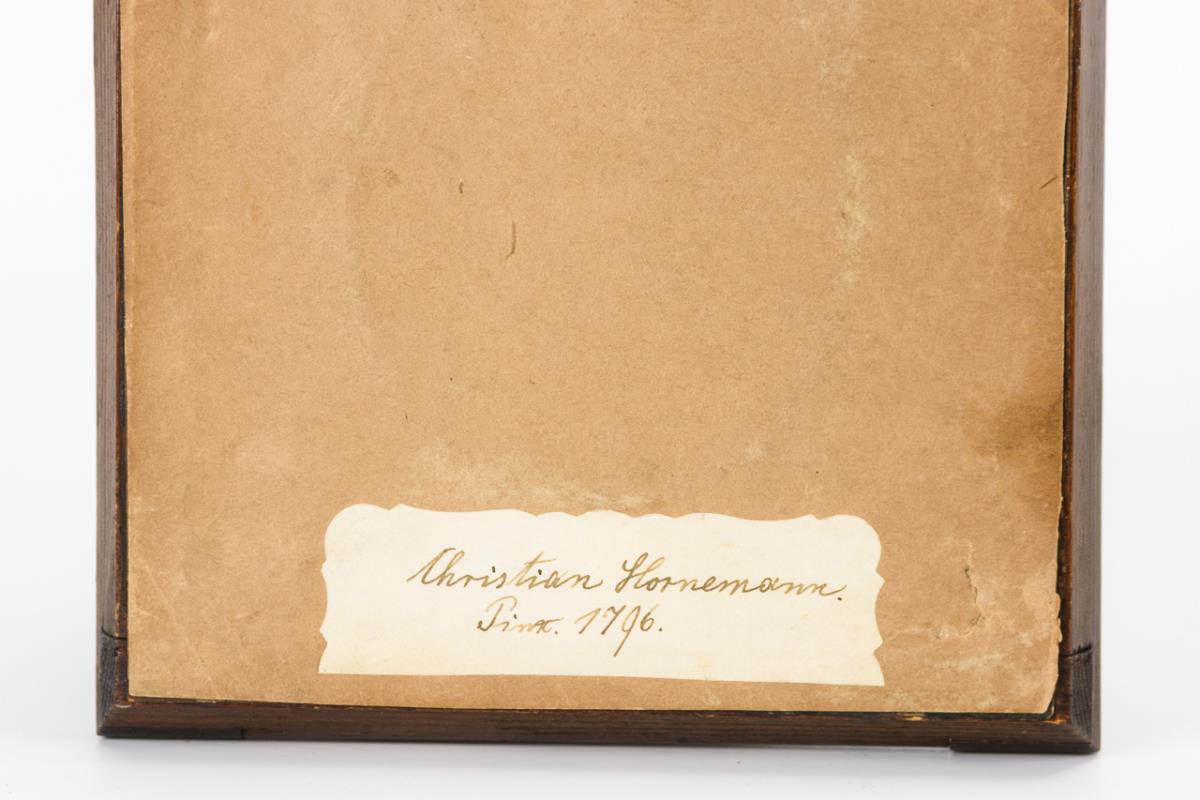 Christian Hornemann.
Pinx. 1796.